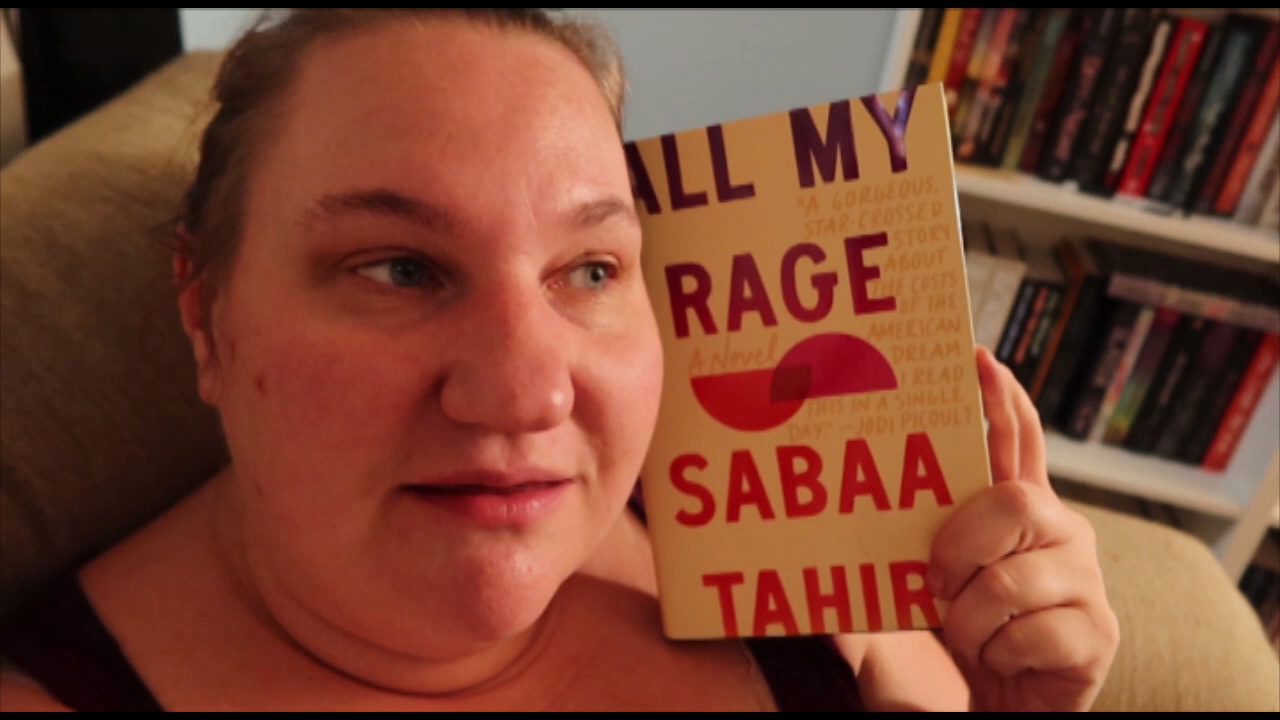 ALL MY
"A GORGEOUS,
STAR-CROSSED
STORY
RAGE
ABOUT
THE COSTS
OF THE
A Novel
AMERICAN
DREAM
I READ
THIS IN A SINGLE
DAY." —JODI PICOULT
SABAA
TAHIR